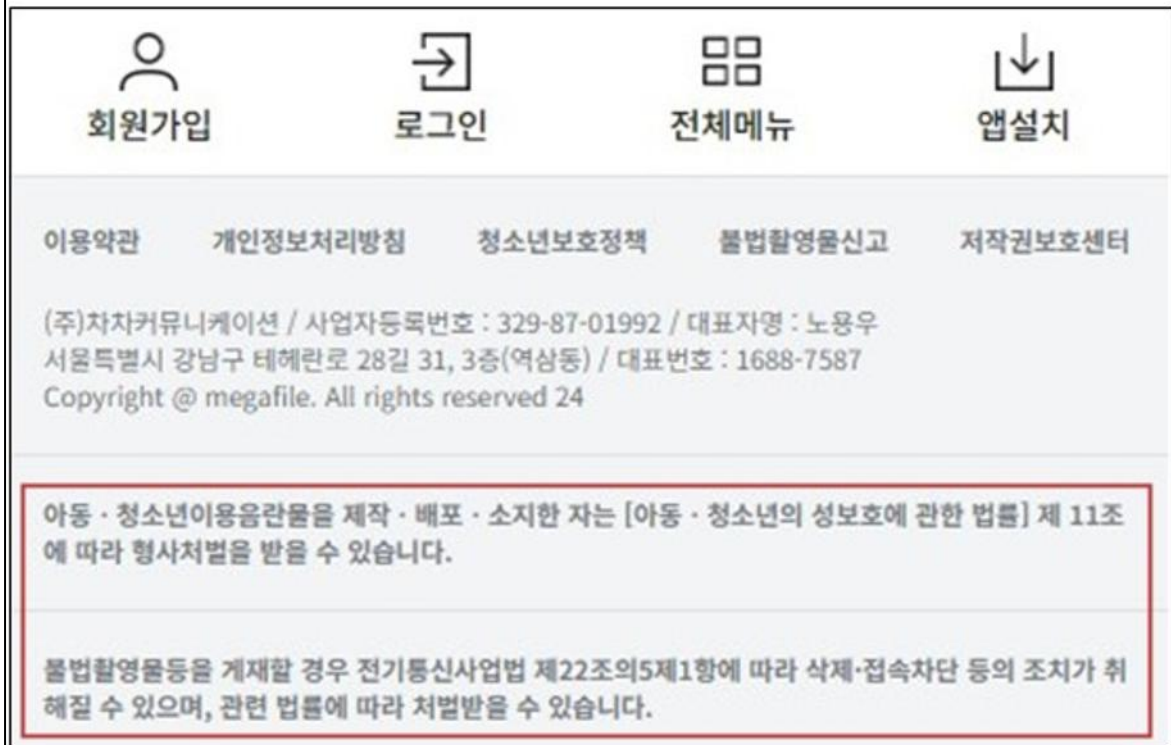 회원가입 로그인 전체메뉴 앱설치
이용약관 개인정보처리방침 청소년보호정책 불법촬영물신고 저작권보호센터
(주)차차커뮤니케이션 / 사업자등록번호 : 329-87-01992 / 대표자명 : 노용우
서울특별시 강남구 테헤란로 28길 31, 3층(역삼동) / 대표번호 : 1688-7587
Copyright @ megafile. All rights reserved 24
아동 · 청소년이용음란물을 제작 · 배포 · 소지한 자는 [아동 · 청소년의 성보호에 관한 법률] 제 11조
에 따라 형사처벌을 받을 수 있습니다.
불법촬영물등을 게재할 경우 전기통신사업법 제22조의5제1항에 따라 삭제·접속차단 등의 조치가 취
해질 수 있으며, 관련 법률에 따라 처벌받을 수 있습니다.